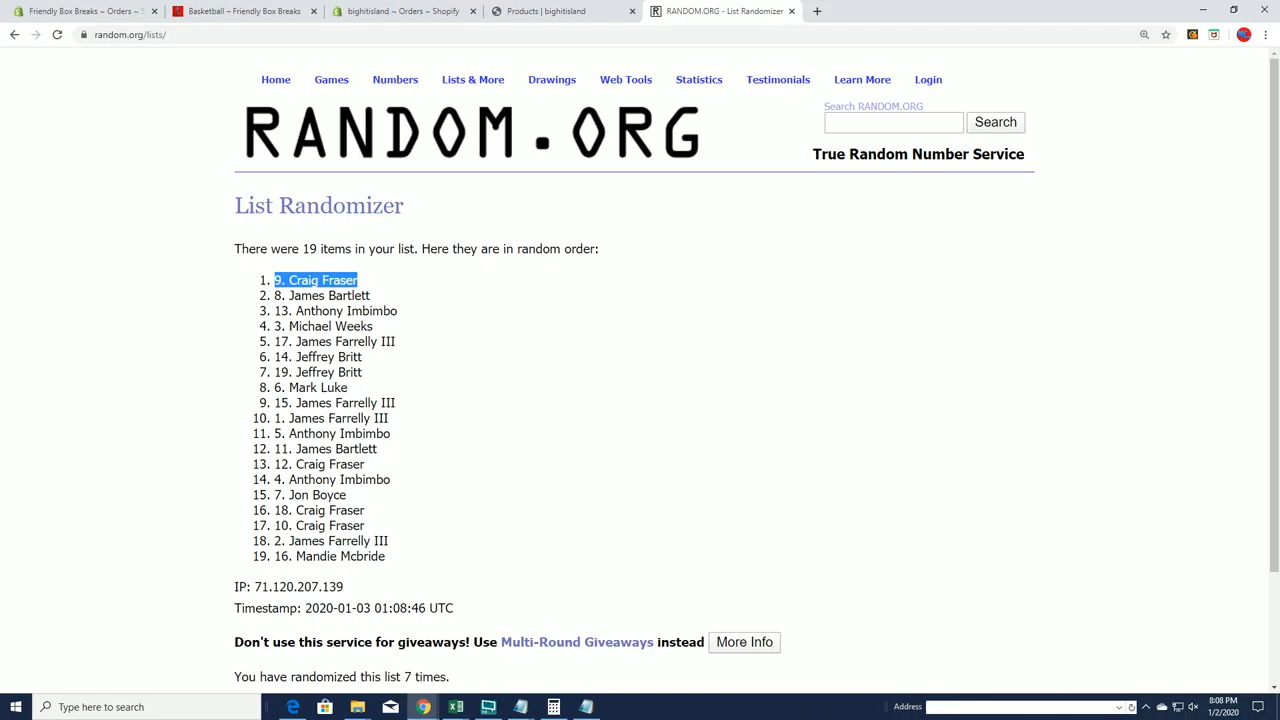 Friendly Box Breaks ~ Orders ~ S
Basketball – Friendly Box Breaks
bighitisland ~ Orders ~ Shopify
Products | bighitisland
RANDOM.ORG - List Randomizer
random.org/lists/
Home Games Numbers Lists & More Drawings Web Tools Statistics Testimonials Learn More Login
RANDOM.ORG
Search RANDOM.ORG
Search
True Random Number Service
List Randomizer
There were 19 items in your list. Here they are in random order:
1. 9. Craig Fraser
2. 8. James Bartlett
3. 13. Anthony Imbimbo
4. 3. Michael Weeks
5. 17. James Farrelly III
6. 14. Jeffrey Britt
7. 19. Jeffrey Britt
8. 6. Mark Luke
9. 15. James Farrelly III
10. 1. James Farrelly III
11. 5. Anthony Imbimbo
12. 11. James Bartlett
13. 12. Craig Fraser
14. 4. Anthony Imbimbo
15. 7. Jon Boyce
16. 18. Craig Fraser
17. 10. Craig Fraser
18. 2. James Farrelly III
19. 16. Mandie Mcbride
IP: 71.120.207.139
Timestamp: 2020-01-03 01:08:46 UTC
Don't use this service for giveaways! Use Multi-Round Giveaways instead More Info
You have randomized this list 7 times.
Type here to search
Address
8:08 PM
1/2/2020